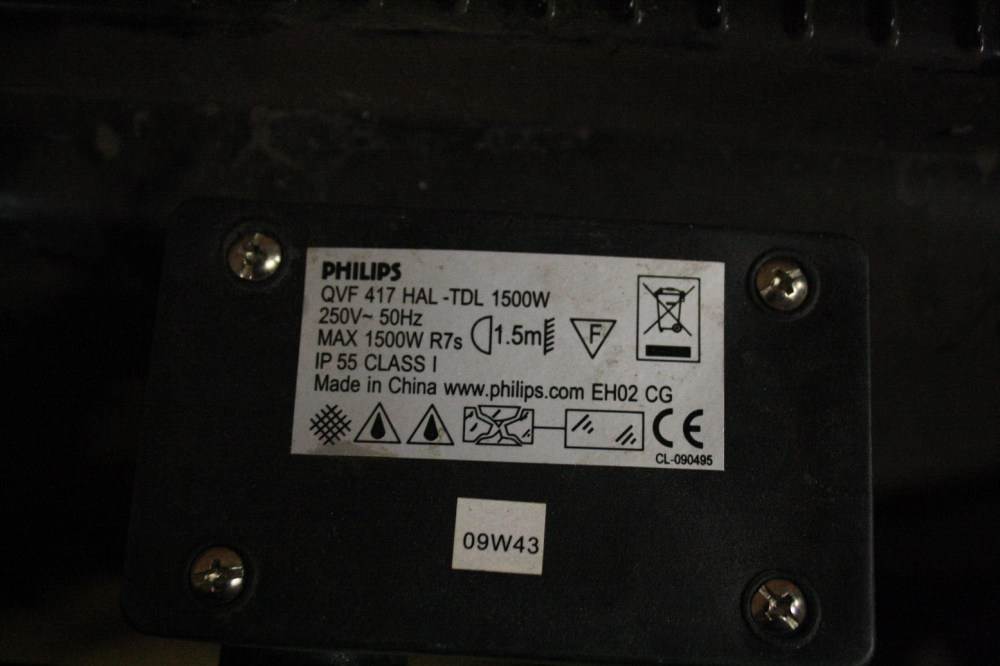 PHILIPS
QVF 417 HAL -TDL 1500W
250V~ 50Hz
MAX 1500W R7s
1.5m
F
IP 55 CLASS I
Made in China www.philips.com EH02 CG
CE
CL-090495
09W43